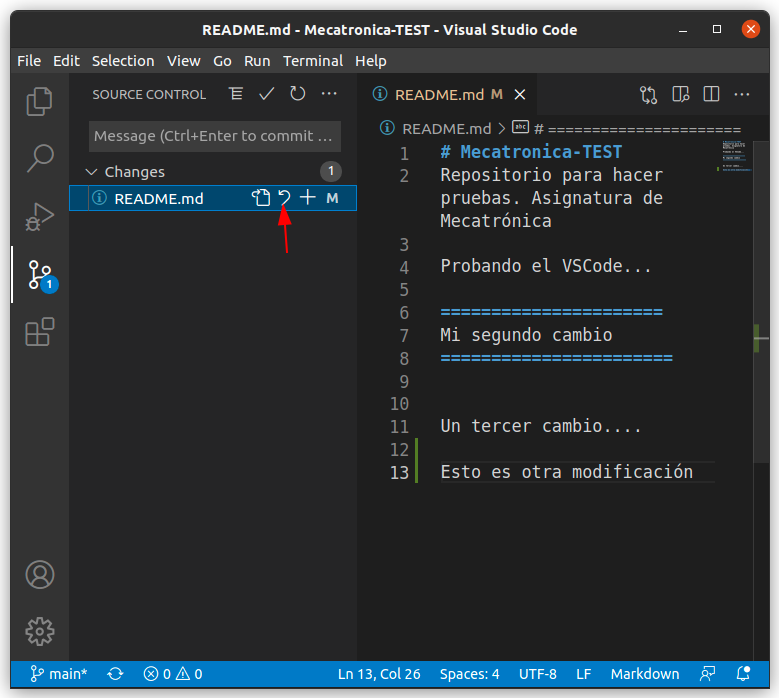 README.md - Mecatronica-TEST - Visual Studio Code
File Edit Selection View Go Run Terminal Help
SOURCE CONTROL
Message (Ctrl+Enter to commit ...
Changes 1
README.md M
1
README.md M
README.md > abc # ======================
1 # Mecatronica-TEST
2 Repositorio para hacer
pruebas. Asignatura de
Mecatrónica
3
4 Probando el VSCode...
5
6 ======================
7 Mi segundo cambio
8 =======================
9
10
11 Un tercer cambio....
12
13 Esto es otra modificación
main* 0 0 Ln 13, Col 26 Spaces: 4 UTF-8 LF Markdown